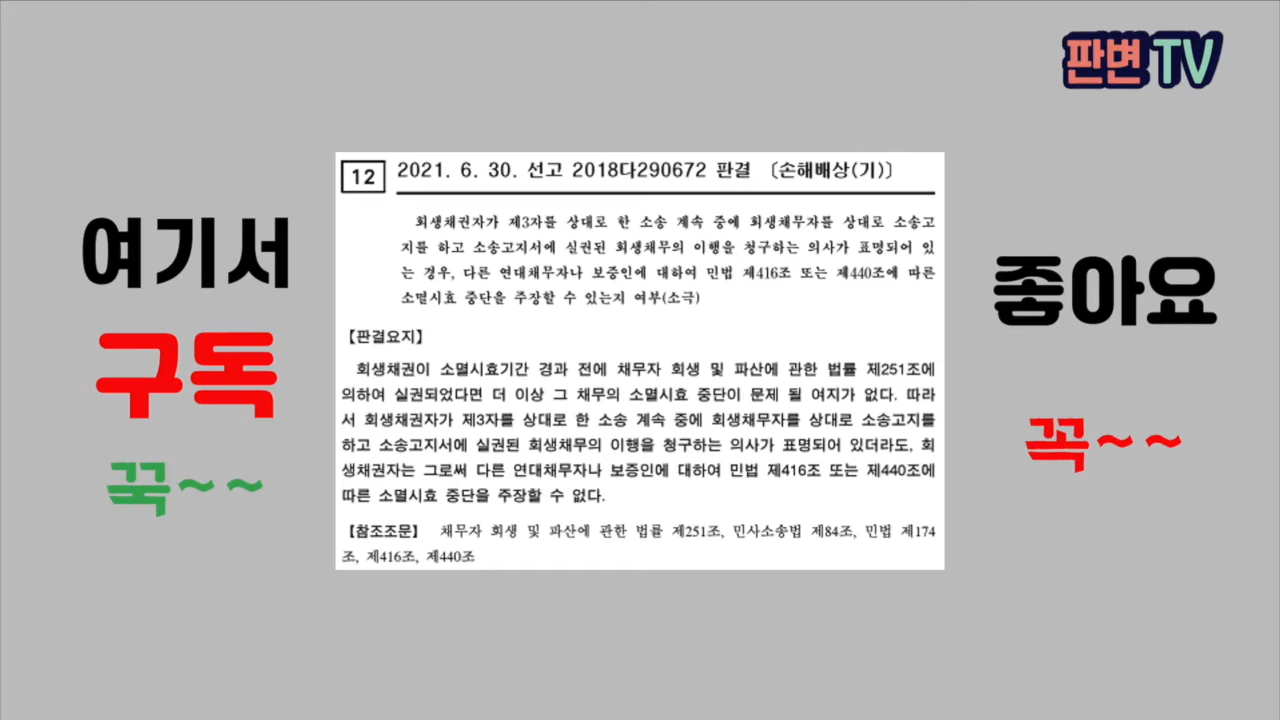 판변 TV
여기서
구독
꾹~~
12
2021. 6. 30. 선고 2018다290672 판결 〔손해배상(기)〕
회생채권자가 제3자를 상대로 한 소송 계속 중에 회생채무자를 상대로 소송고
지를 하고 소송고지서에 실권된 회생채무의 이행을 청구하는 의사가 표명되어 있
는 경우, 다른 연대채무자나 보증인에 대하여 민법 제416조 또는 제440조에 따른
소멸시효 중단을 주장할 수 있는지 여부(소극)
【판결요지】
회생채권이 소멸시효기간 경과 전에 채무자 회생 및 파산에 관한 법률 제251조에
의하여 실권되었다면 더 이상 그 채무의 소멸시효 중단이 문제 될 여지가 없다. 따라
서 회생채권자가 제3자를 상대로 한 소송 계속 중에 회생채무자를 상대로 소송고지를
하고 소송고지서에 실권된 회생채무의 이행을 청구하는 의사가 표명되어 있더라도, 회
생채권자는 그로써 다른 연대채무자나 보증인에 대하여 민법 제416조 또는 제440조에
따른 소멸시효 중단을 주장할 수 없다.
【참조조문】 채무자 회생 및 파산에 관한 법률 제251조, 민사소송법 제84조, 민법 제174
조, 제416조, 제440조
좋아요
꼭~~